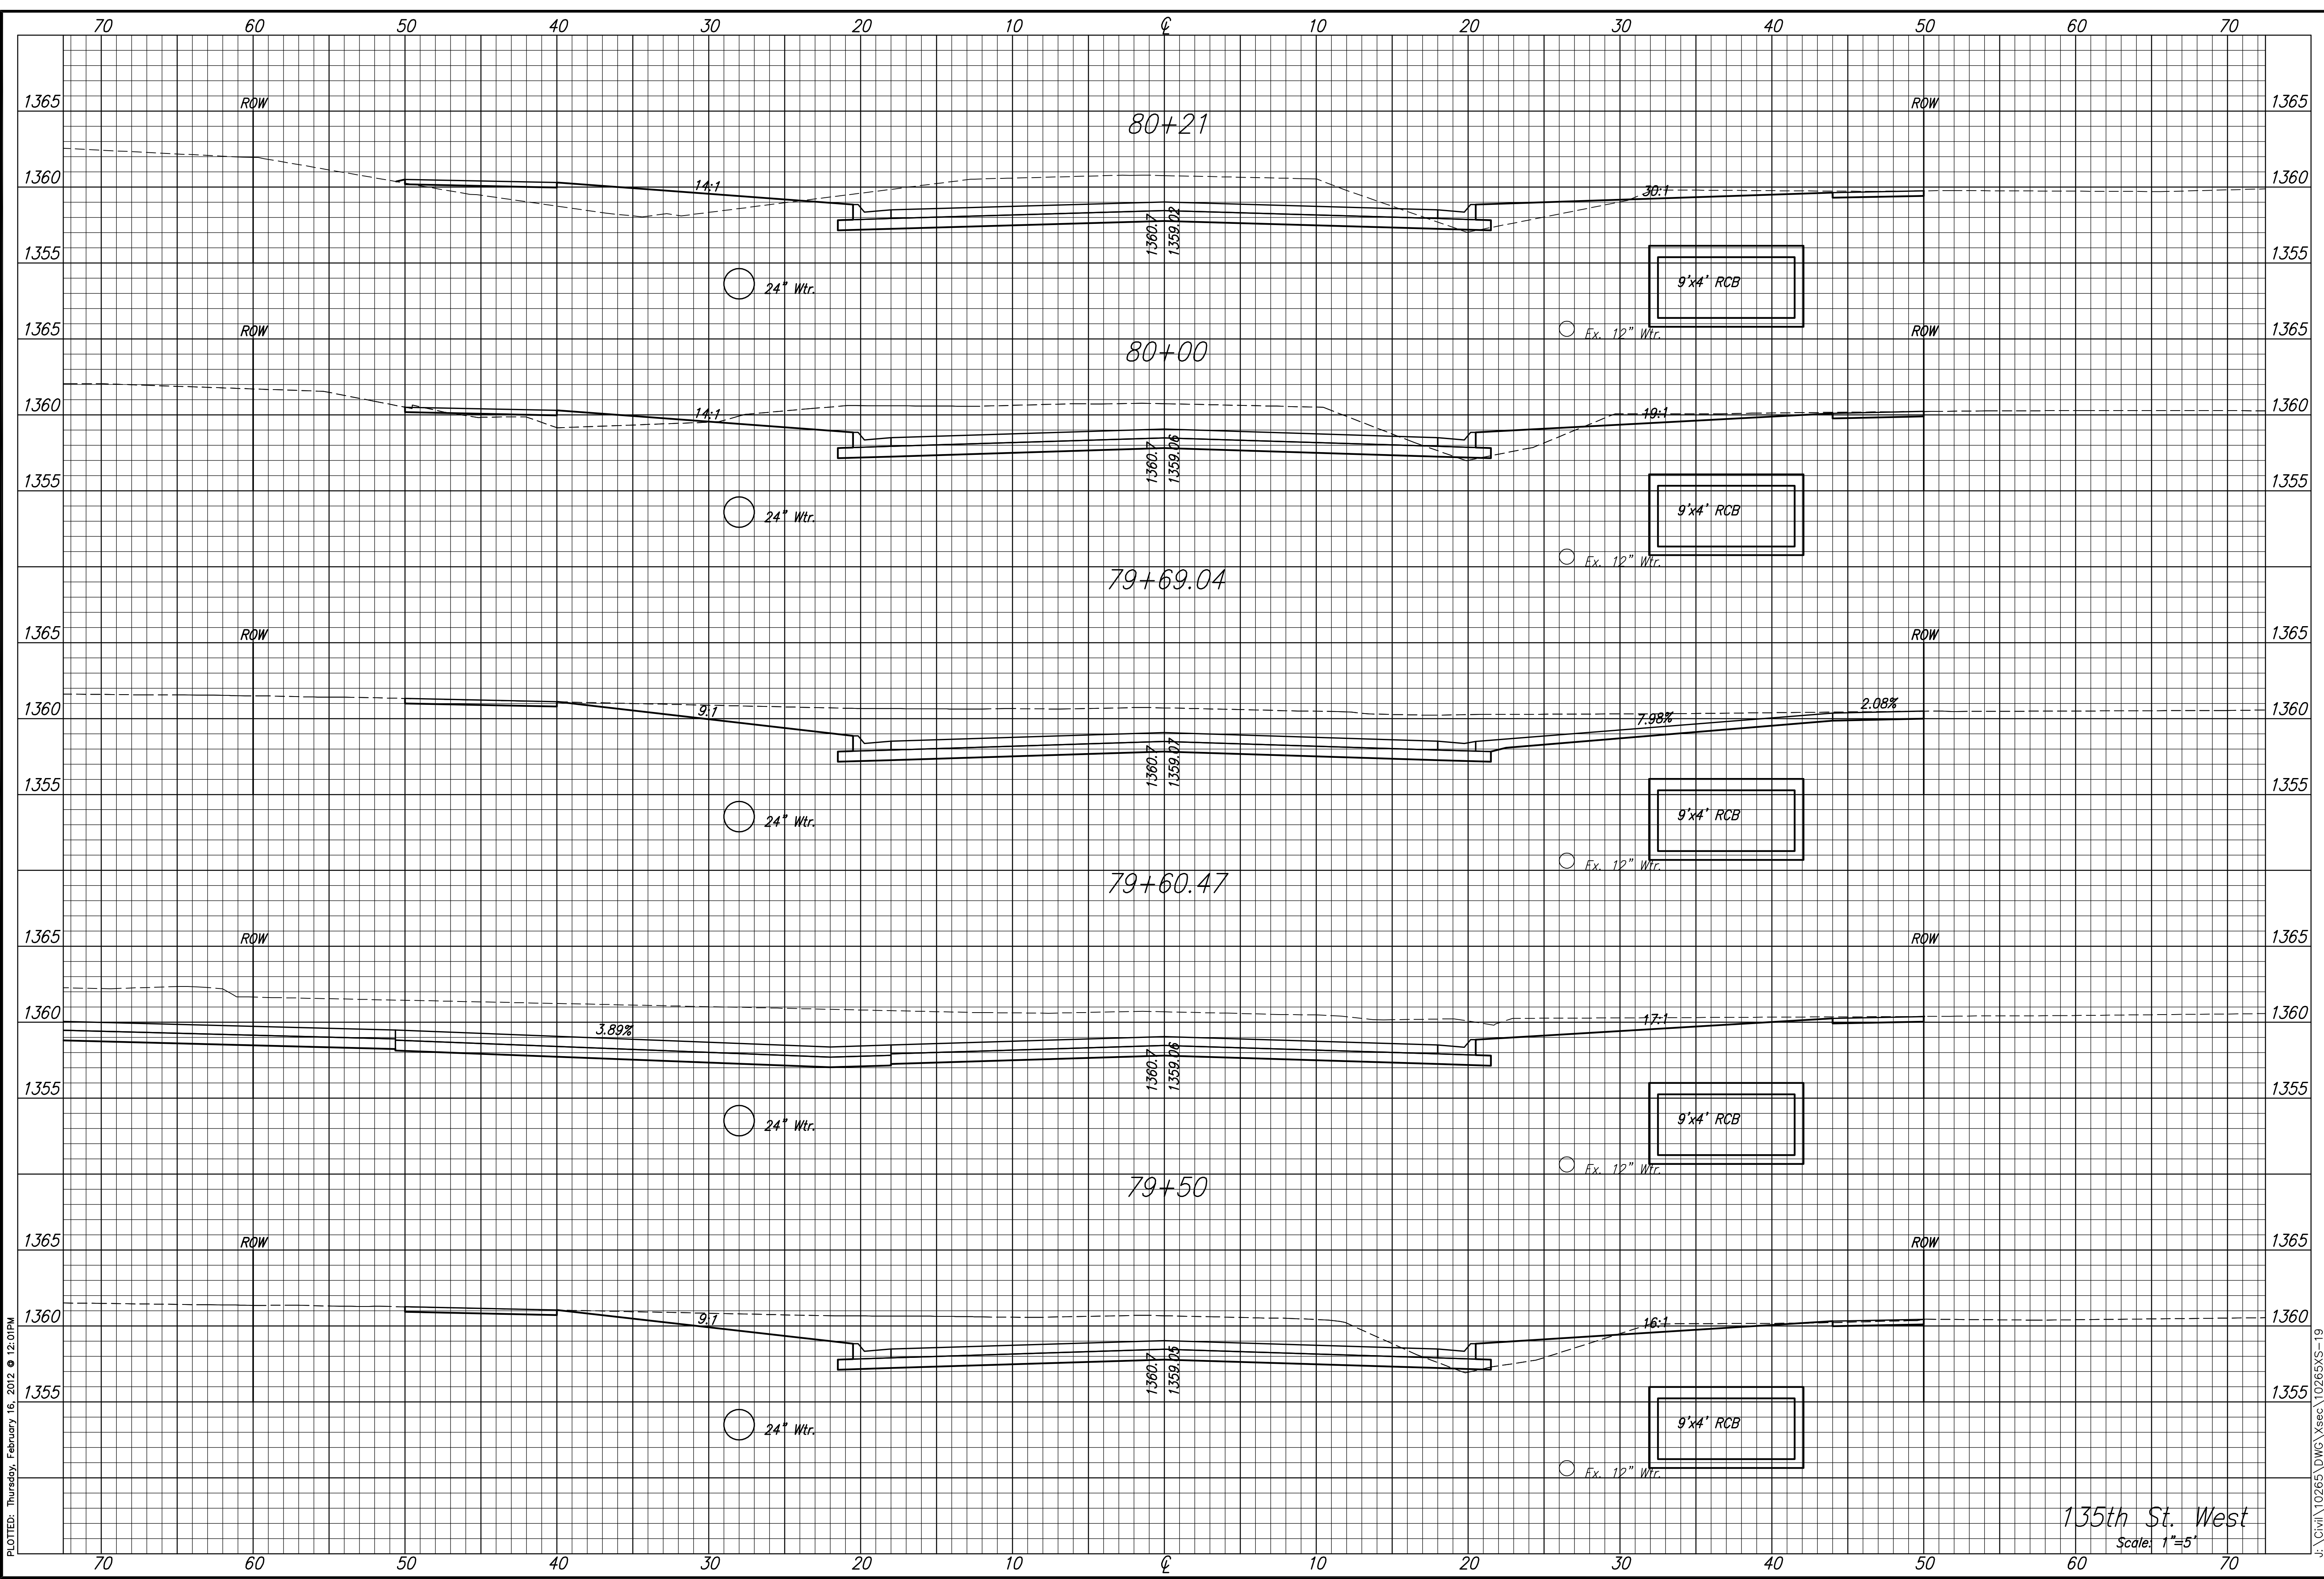 70 60 50 40 30 20 10 ℄ 10 20 30 40 50 60 70
1365 ROW ROW 1365
80+21
1360 14:1 30:1 1360
1360.7 1359.02
1355 1355
24" Wtr. 9'x4' RCB
Ex. 12" Wtr.
1365 ROW ROW 1365
80+00
1360 14:1 19:1 1360
1360.7 1359.06
1355 1355
24" Wtr. 9'x4' RCB
Ex. 12" Wtr.
79+69.04
1365 ROW ROW 1365
2.08%
1360 9:1 7.98% 1360
1360.7 1359.07
1355 1355
24" Wtr. 9'x4' RCB
Ex. 12" Wtr.
79+60.47
1365 ROW ROW 1365
1360 3.89% 17:1 1360
1360.7 1359.06
1355 1355
24" Wtr. 9'x4' RCB
Ex. 12" Wtr.
79+50
1365 ROW ROW 1365
1360 9:1 16:1 1360
1360.7 1359.05
1355 1355
24" Wtr. 9'x4' RCB
Ex. 12" Wtr.
135th St. West
Scale: 1"=5'
70 60 50 40 30 20 10 ℄ 10 20 30 40 50 60 70
PLOTTED: Thursday, February 16, 2012 @ 12:01PM
J:\Civil\10265\DWG\Xsec\10265XS-19